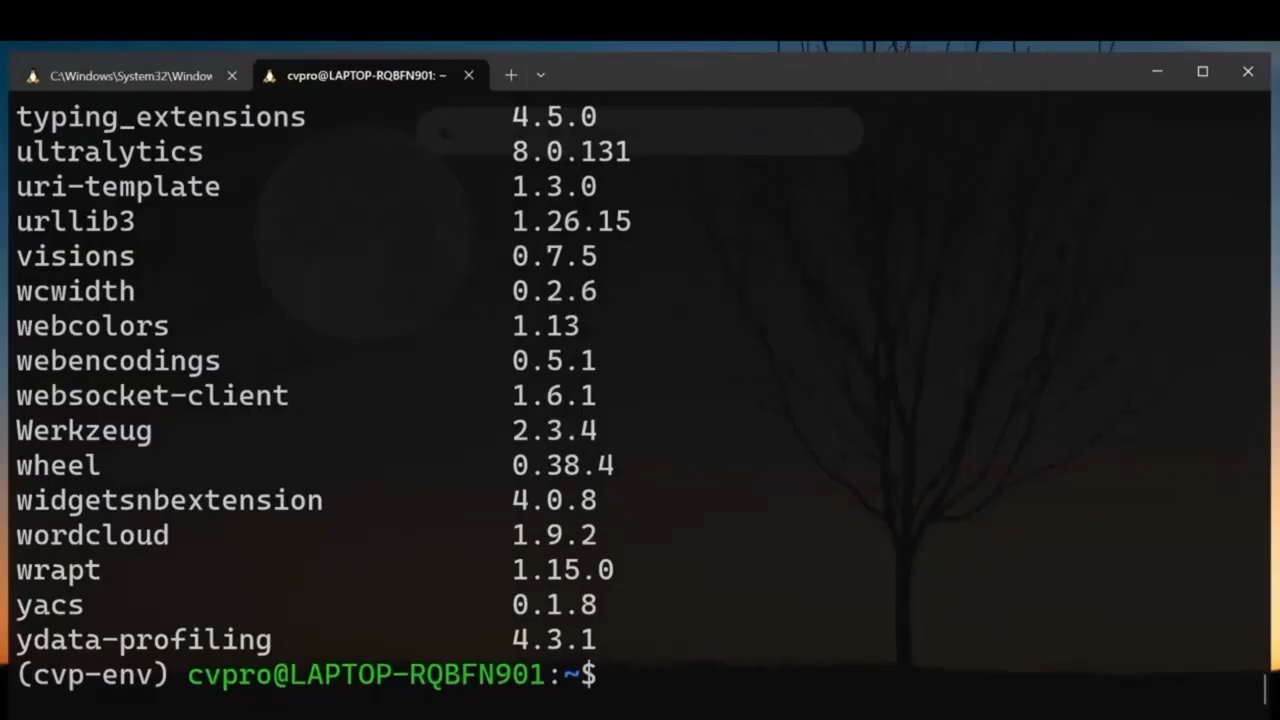 C:\Windows\System32\Window
cvpro@LAPTOP-RQBFN901: ~
typing_extensions 4.5.0
ultralytics 8.0.131
uri-template 1.3.0
urllib3 1.26.15
visions 0.7.5
wcwidth 0.2.6
webcolors 1.13
webencodings 0.5.1
websocket-client 1.6.1
Werkzeug 2.3.4
wheel 0.38.4
widgetsnbextension 4.0.8
wordcloud 1.9.2
wrapt 1.15.0
yacs 0.1.8
ydata-profiling 4.3.1
(cvp-env) cvpro@LAPTOP-RQBFN901:~$